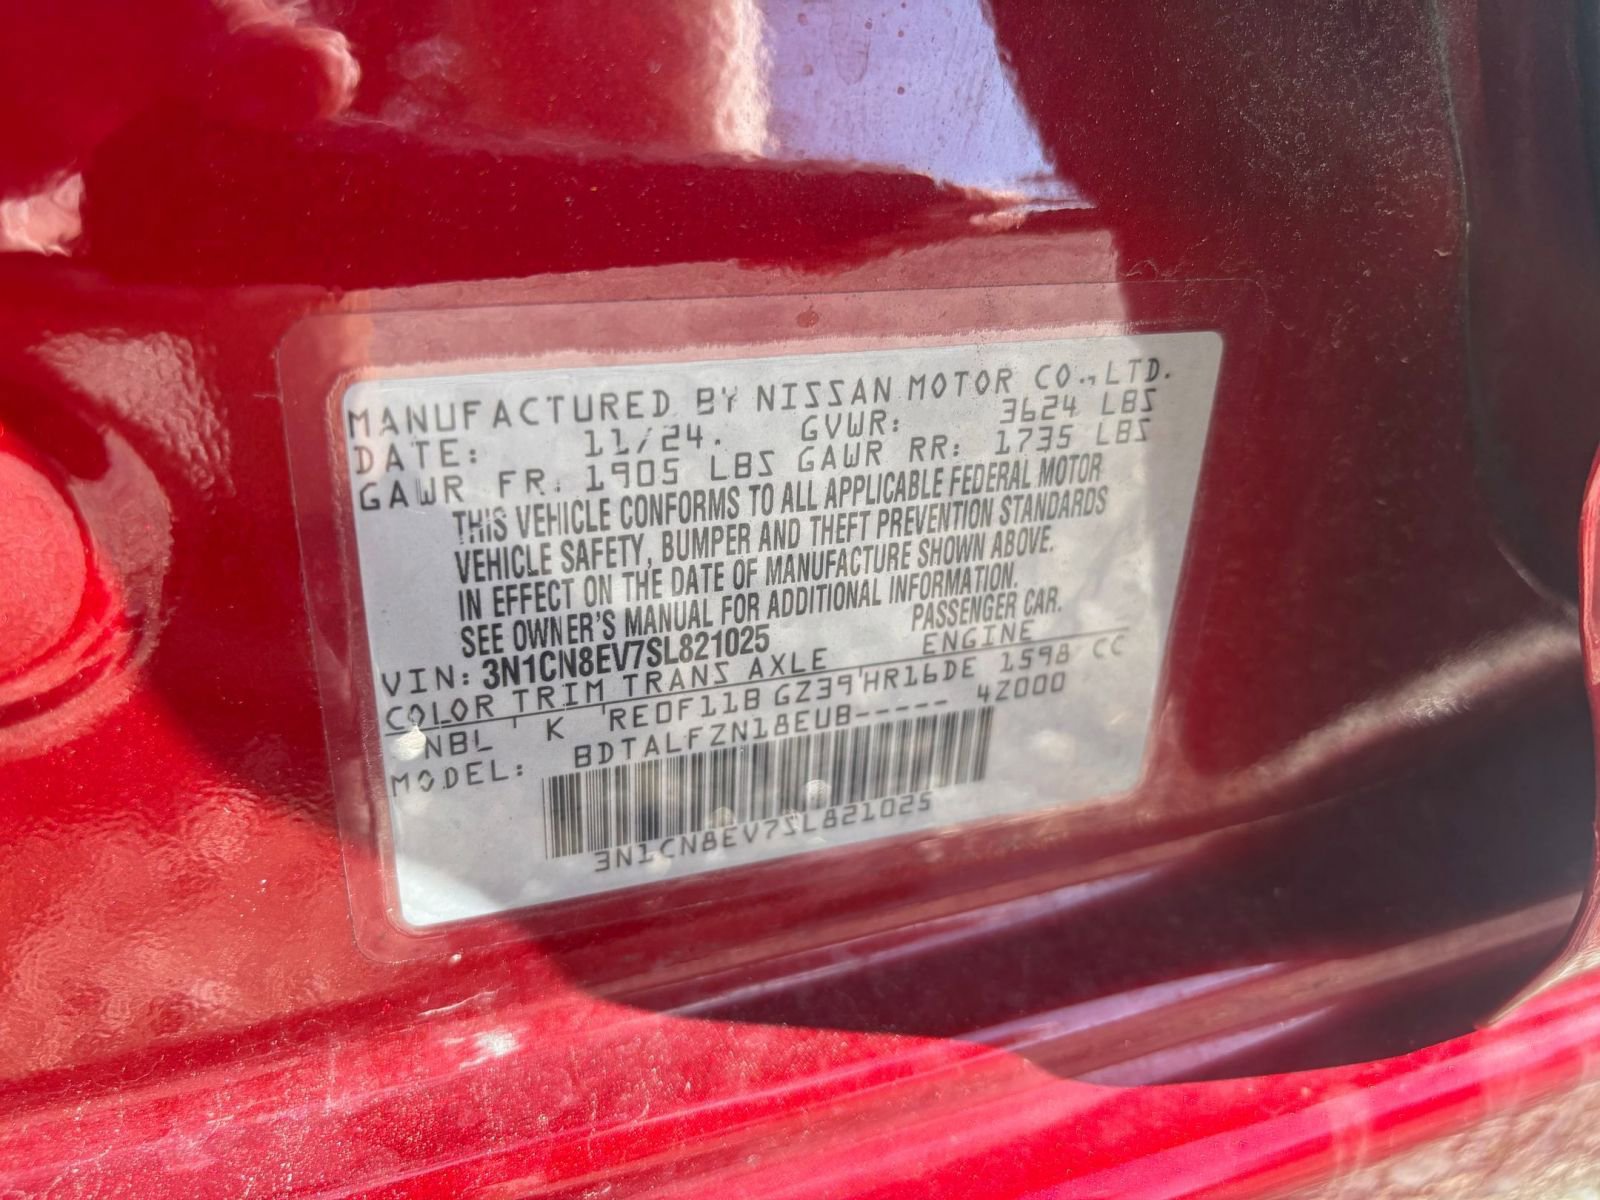 MANUFACTURED BY NISSAN MOTOR CO.,LTD.
DATE: 11/24. GVWR: 3624 LBS
GAWR FR. 1905 LBS GAWR RR: 1735 LBS
THIS VEHICLE CONFORMS TO ALL APPLICABLE FEDERAL MOTOR
VEHICLE SAFETY, BUMPER AND THEFT PREVENTION STANDARDS
IN EFFECT ON THE DATE OF MANUFACTURE SHOWN ABOVE.
SEE OWNER'S MANUAL FOR ADDITIONAL INFORMATION.
VIN: 3N1CN8EV7SL821025 PASSENGER CAR.
COLOR TRIM TRANS AXLE ENGINE
NBL K RE0F11B GZ39 HR16DE 1598 CC
MODEL: BDTALFZN18EUB----- 4Z000
3N1CN8EV7SL821025